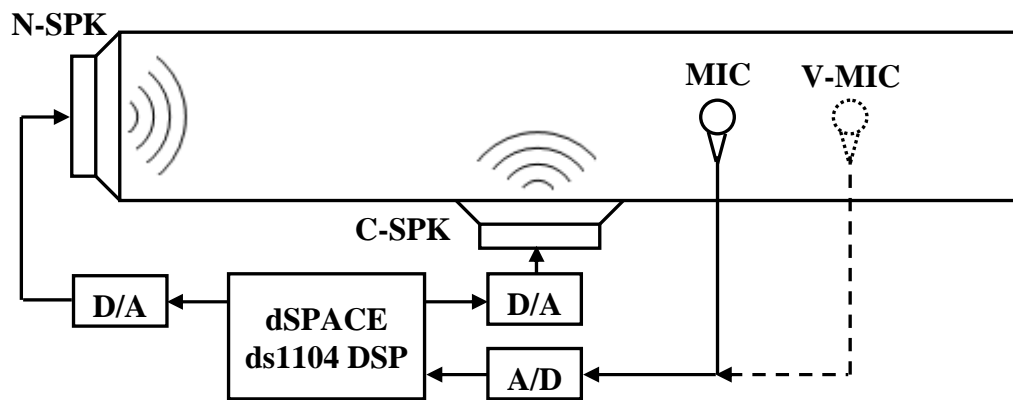 N-SPK
MIC
V-MIC
C-SPK
D/A
dSPACE
ds1104 DSP
D/A
A/D